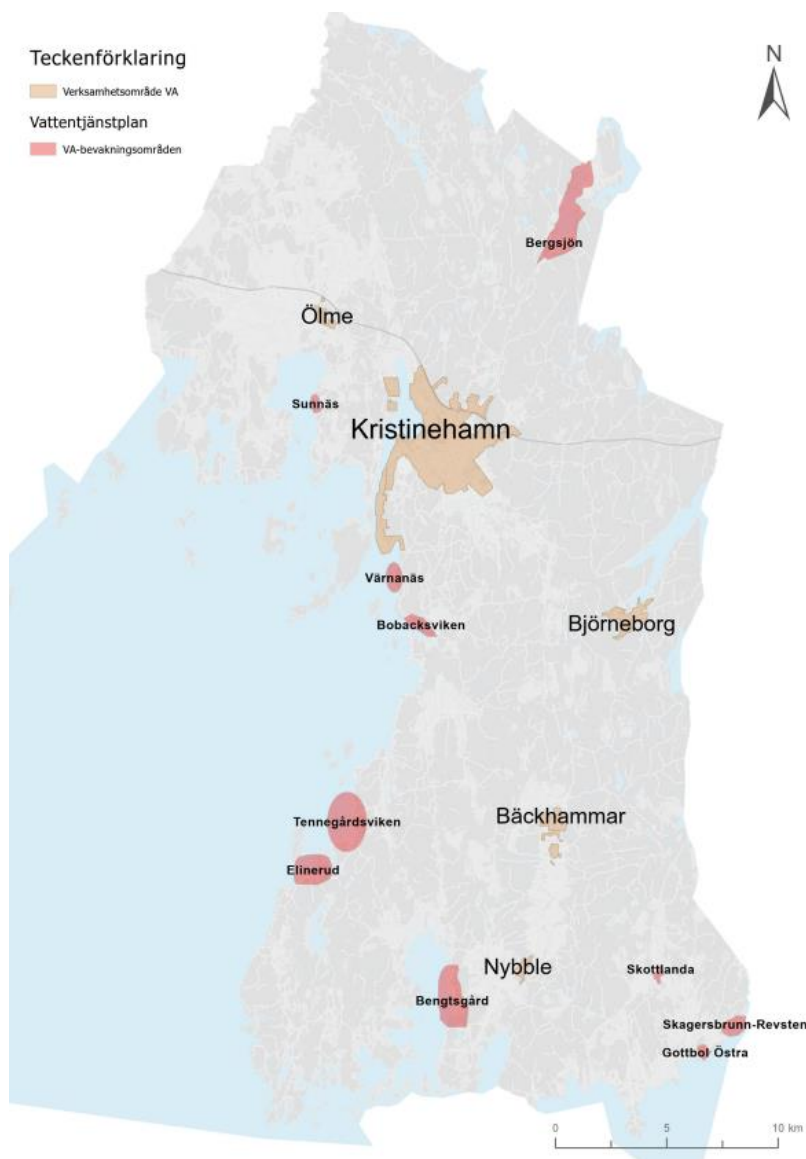 Teckenförklaring
Verksamhetsområde VA
Vattentjänstplan
VA-bevakningsområden
N
Bergsjön
Ölme
Sunnäs
Kristinehamn
Värnanäs
Bobacksviken
Björneborg
Tennegårdsviken
Bäckhammar
Elinerud
Nybble
Skottlanda
Bengtsgård
Skagersbrunn-Revsten
Gottbol Östra
0 5 10 km